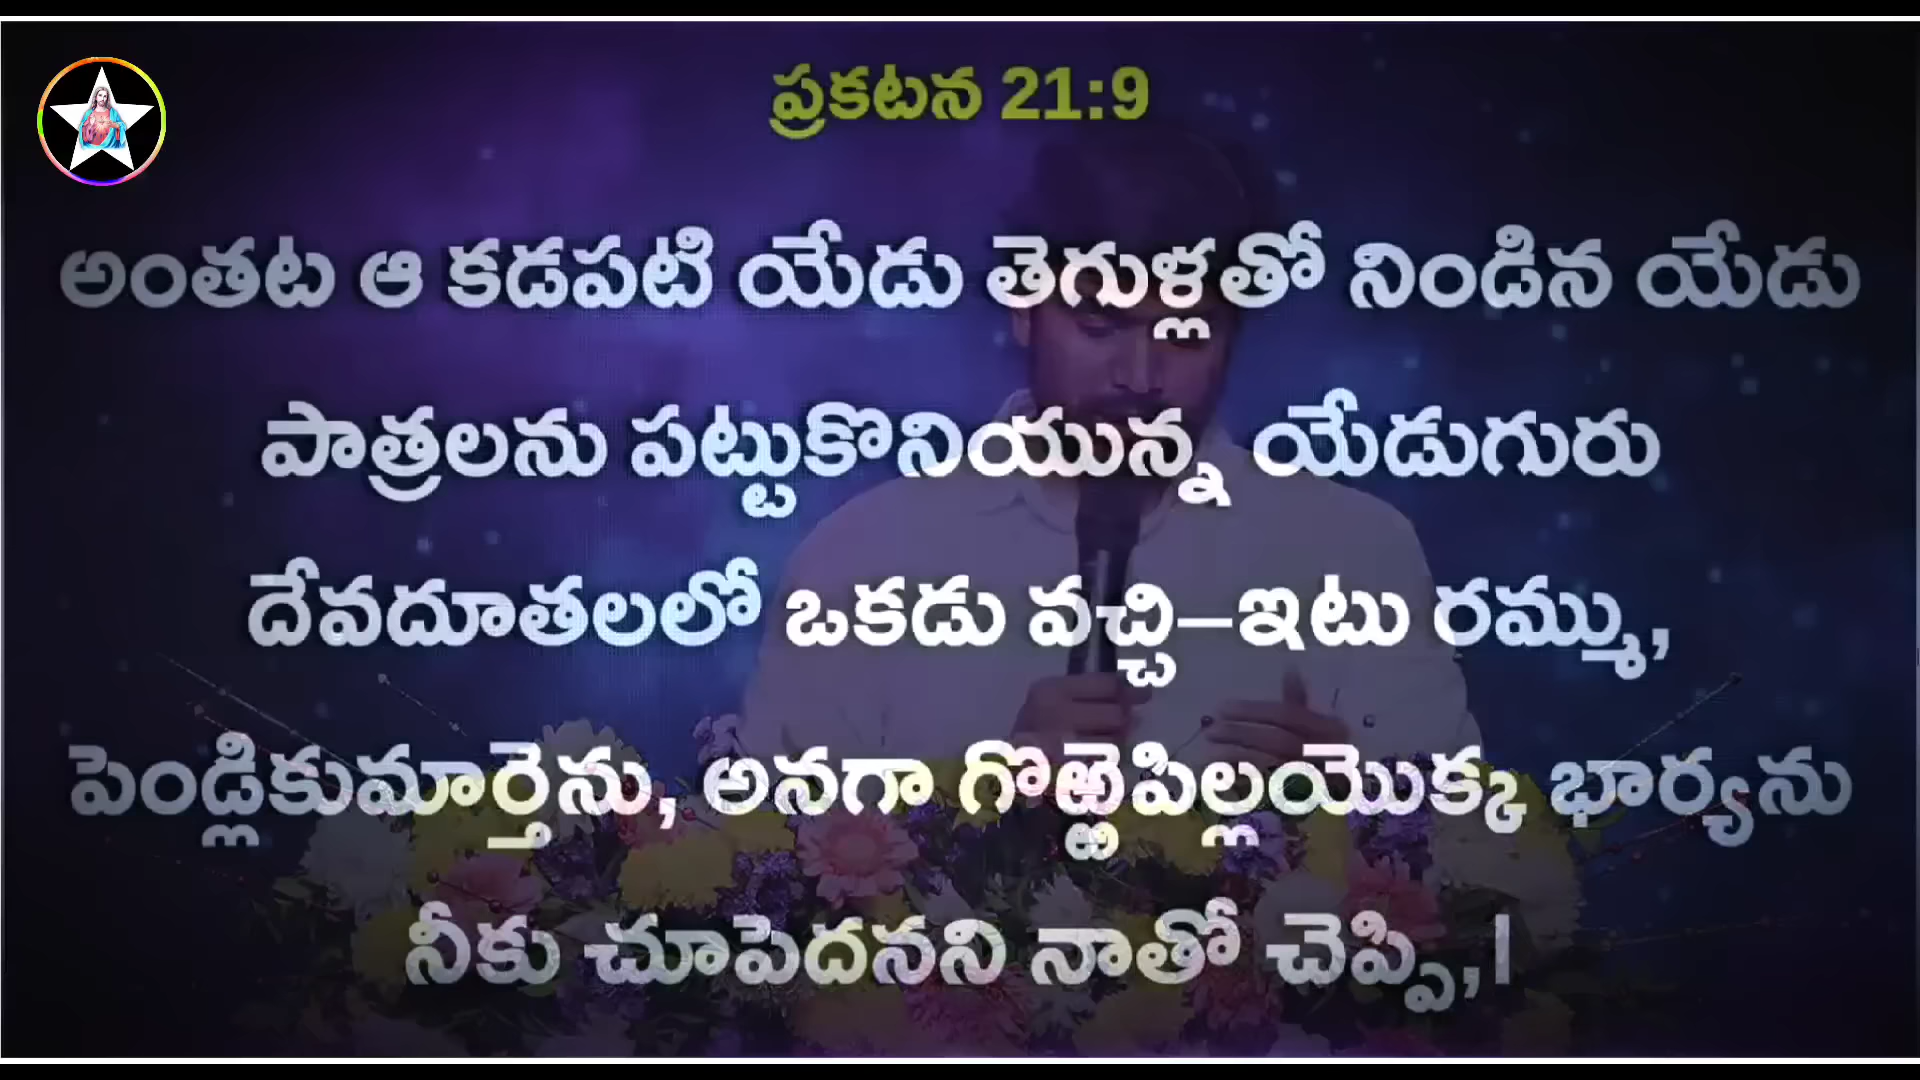 ప్రకటన 21:9
అంతట ఆ కడపటి యేడు తెగుళ్లతో నిండిన యేడు
పాత్రలను పట్టుకొనియున్న యేడుగురు
దేవదూతలలో ఒకడు వచ్చి–ఇటు రమ్ము,
పెండ్లికుమార్తెను, అనగా గొఱ్ఱెపిల్లయొక్క భార్యను
నీకు చూపెదనని నాతో చెప్పి,|